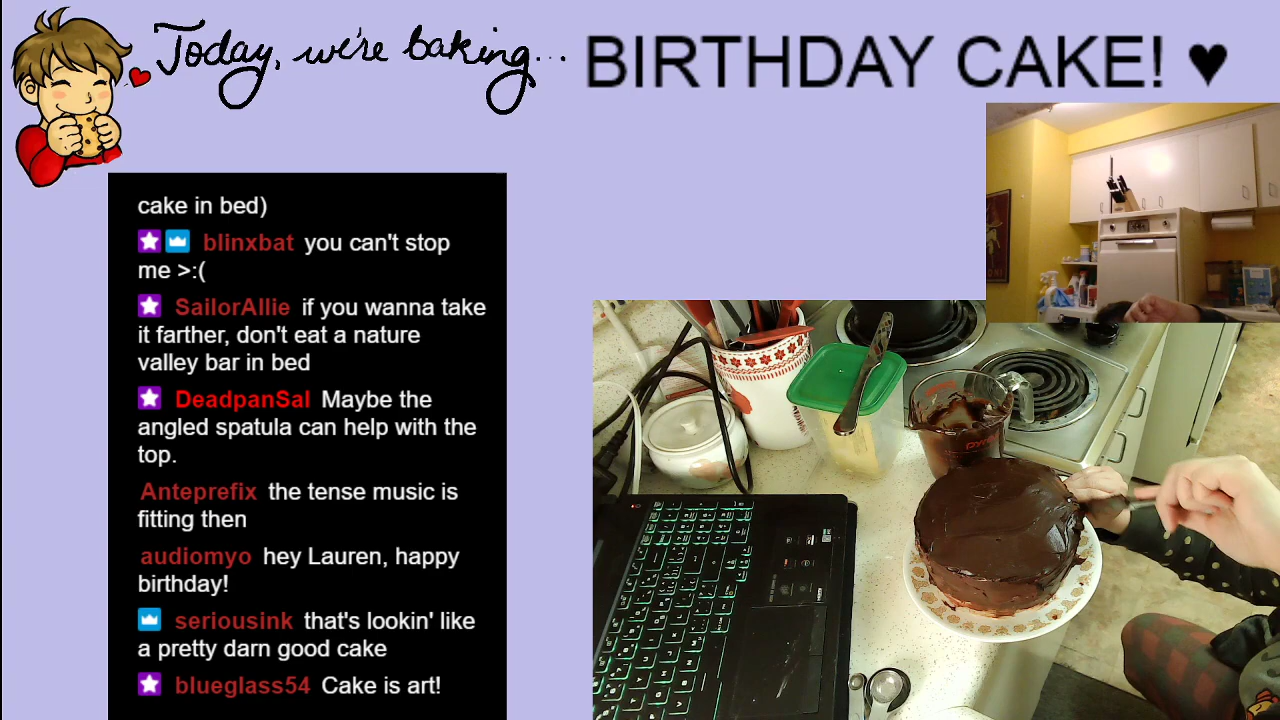 Today, we're baking... BIRTHDAY CAKE! ♥
cake in bed)
blinxbat you can't stop
me >:(
SailorAllie if you wanna take
it farther, don't eat a nature
valley bar in bed
DeadpanSal Maybe the
angled spatula can help with the
top.
Anteprefix the tense music is
fitting then
audiomyo hey Lauren, happy
birthday!
seriousink that's lookin' like
a pretty darn good cake
blueglass54 Cake is art!